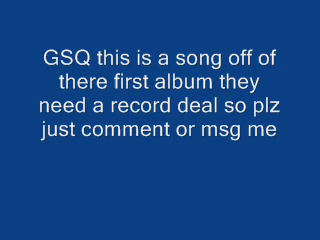 GSQ this is a song off of
there first album they
need a record deal so plz
just comment or msg me